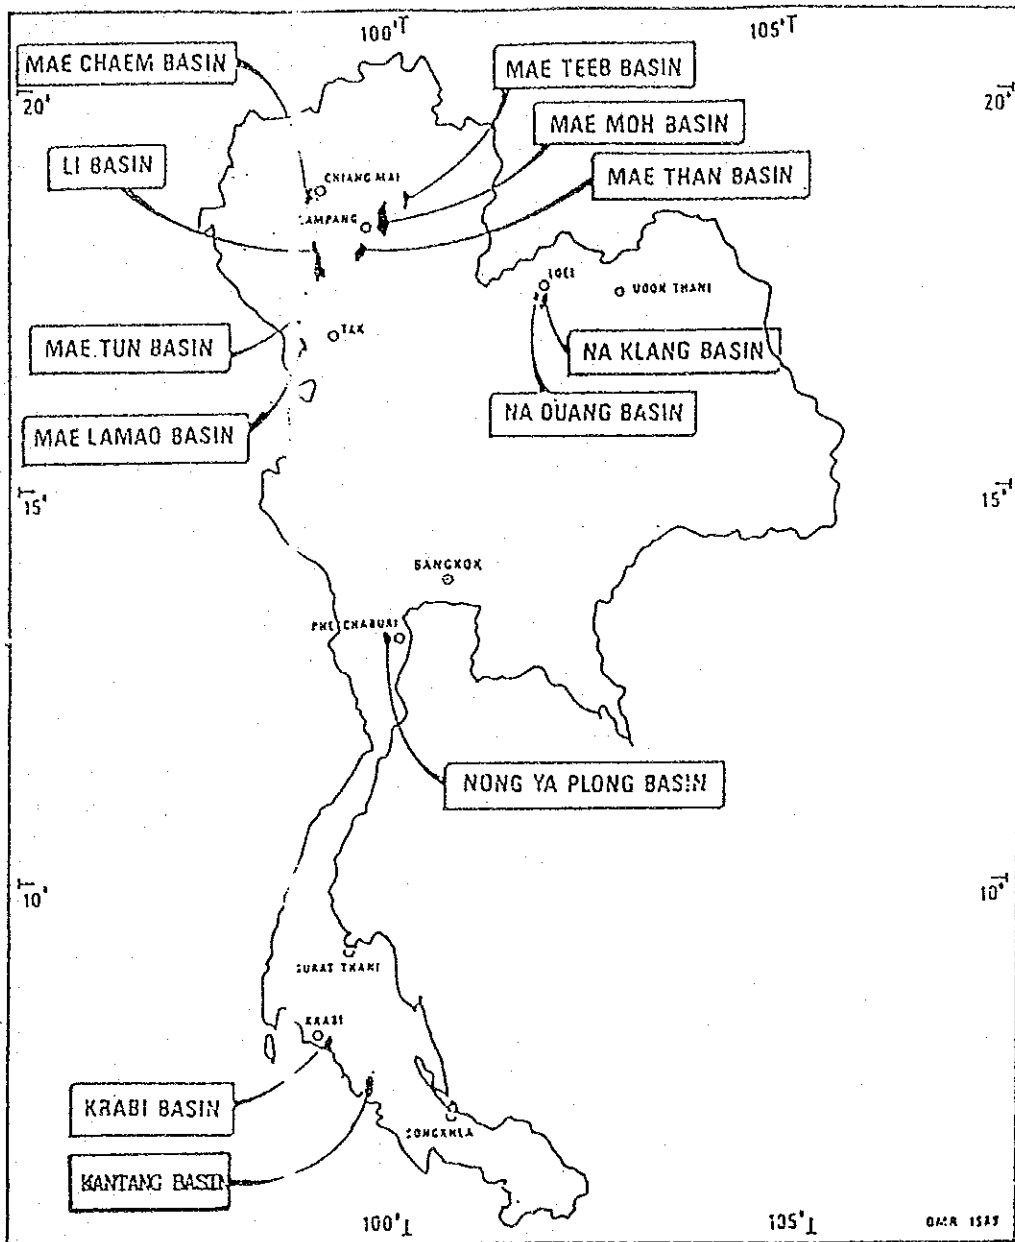 100°T
105°T
MAE CHAEM BASIN
MAE TEEB BASIN
20°
20°
MAE MOH BASIN
LI BASIN
MAE THAN BASIN
CHIANG MAI
LAMPANG
LOEI
UDON THANI
TAK
MAE TUN BASIN
NA KLANG BASIN
NA DUANG BASIN
MAE LAMAO BASIN
15°
15°
BANGKOK
PHETCHABURI
NONG YA PLONG BASIN
10°
10°
SURAT THANI
KRABI
KRABI BASIN
SONGKHLA
KANTANG BASIN
100°
105°